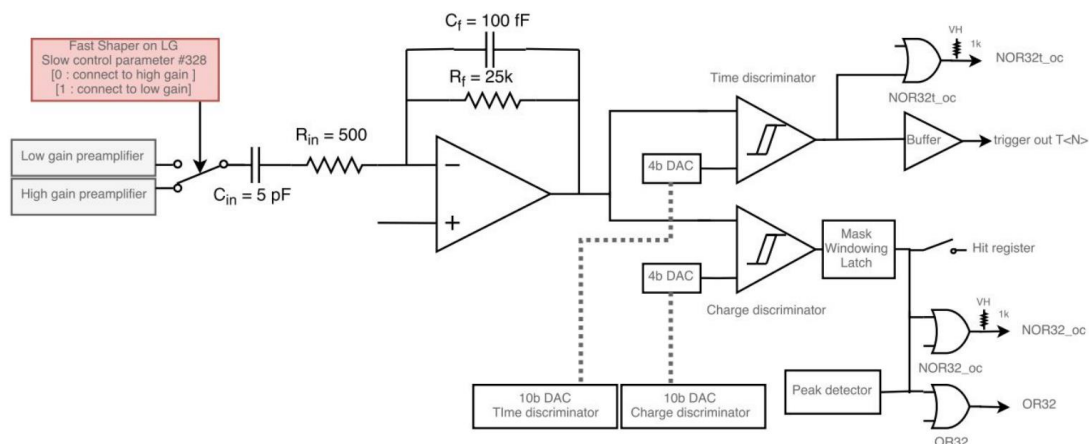 Fast Shaper on LG
Slow control parameter #328
[0 : connect to high gain ]
[1 : connect to low gain]
Low gain preamplifier
High gain preamplifier
C_in = 5 pF
R_in = 500
C_f = 100 fF
R_f = 25k
−
+
Time discriminator
4b DAC
4b DAC
Charge discriminator
10b DAC
TIme discriminator
10b DAC
Charge discriminator
VH
1k
NOR32t_oc
NOR32t_oc
Buffer
trigger out T<N>
Mask
Windowing
Latch
Hit register
VH
1k
NOR32_oc
NOR32_oc
Peak detector
OR32
OR32